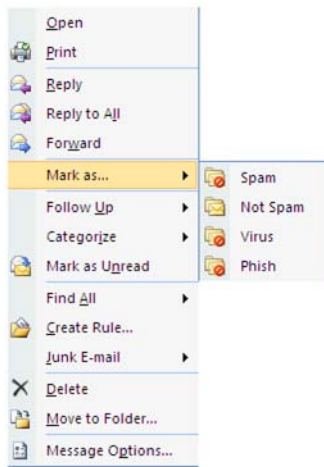 Open
Print
Reply
Reply to All
Forward
Mark as...
Spam
Not Spam
Virus
Phish
Follow Up
Categorize
Mark as Unread
Find All
Create Rule...
Junk E-mail
Delete
Move to Folder...
Message Options...